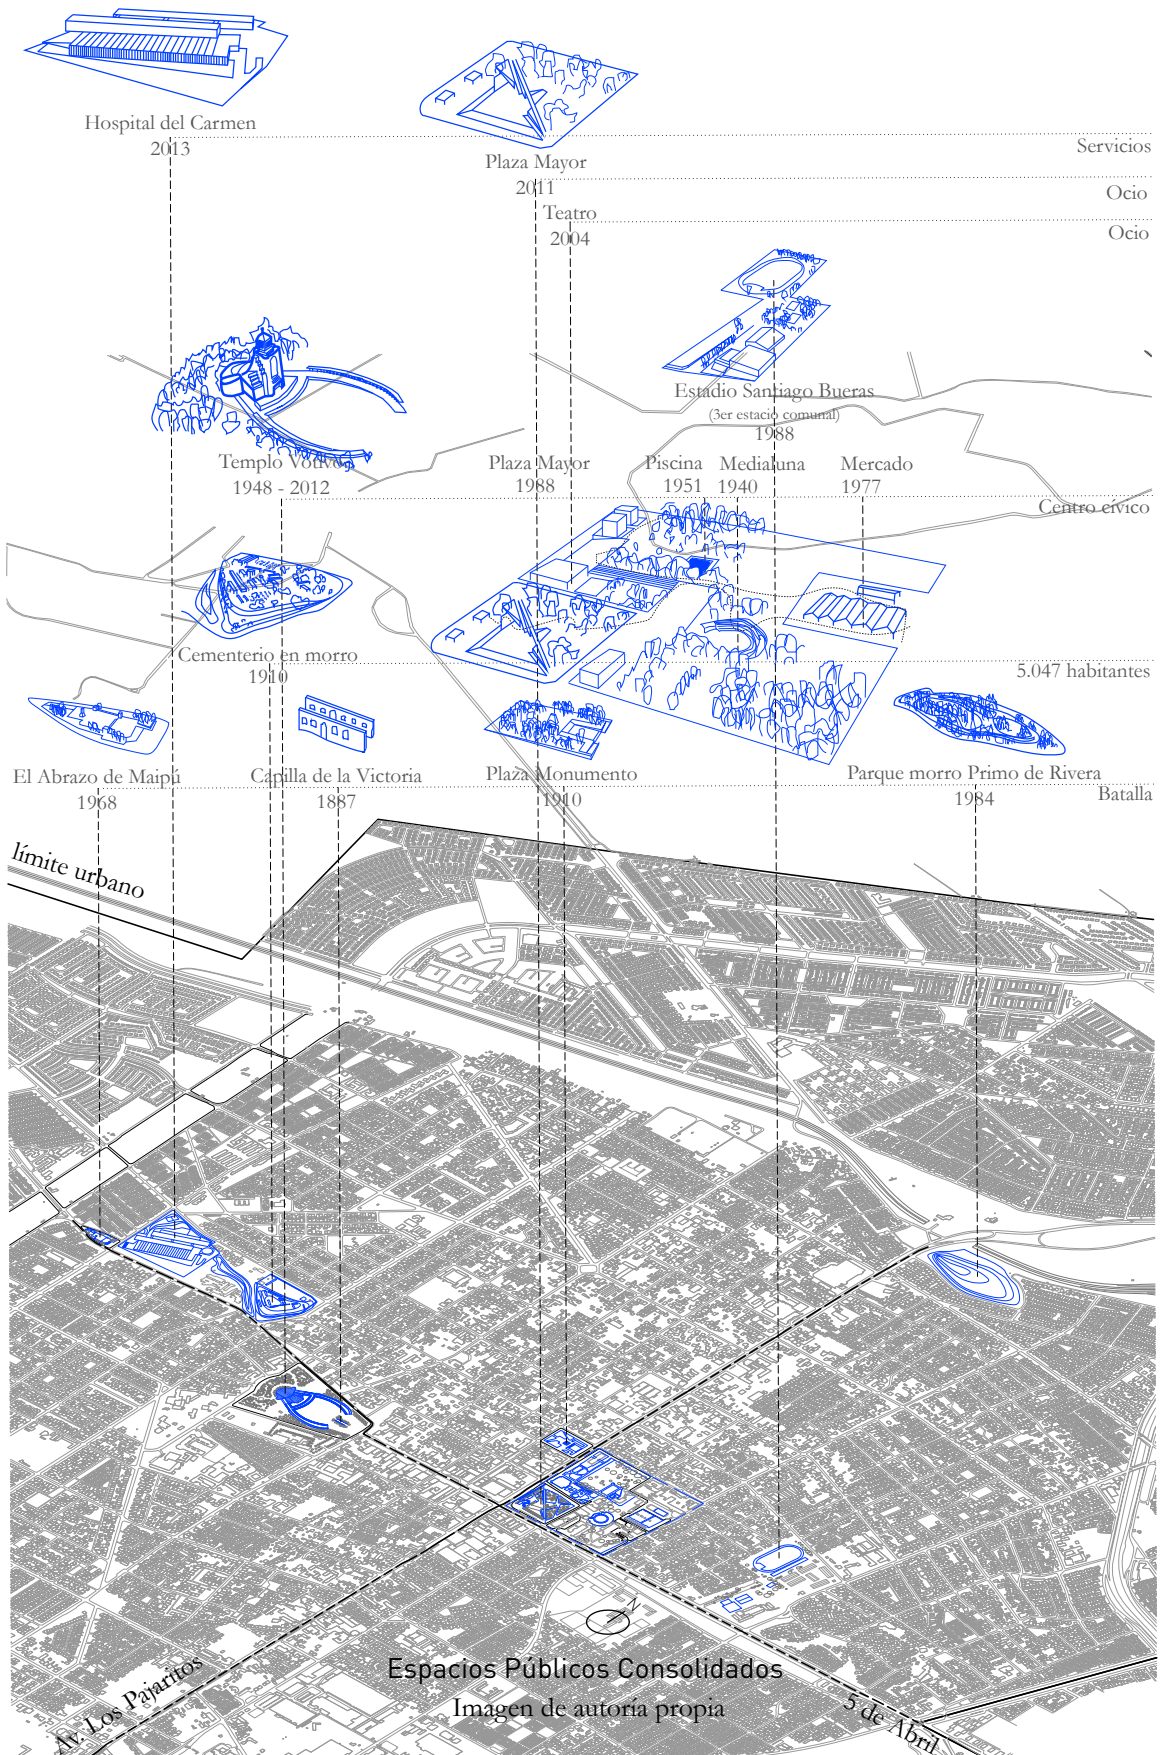 Hospital del Carmen
2013
Servicios
Plaza Mayor
2011
Ocio
Teatro
2004
Ocio
Estadio Santiago Bueras
(3er estacio comunal)
1988
Templo Votivo
1948 - 2012
Plaza Mayor
1988
Piscina
1951
Medialuna
1940
Mercado
1977
Centro cívico
Cementerio en morro
1910
5.047 habitantes
El Abrazo de Maipú
1968
Capilla de la Victoria
1887
Plaza Monumento
1910
Parque morro Primo de Rivera
1984
Batalla
límite urbano
N
Espacios Públicos Consolidados
Imagen de autoría propia
Av. Los Pajaritos
5 de Abril